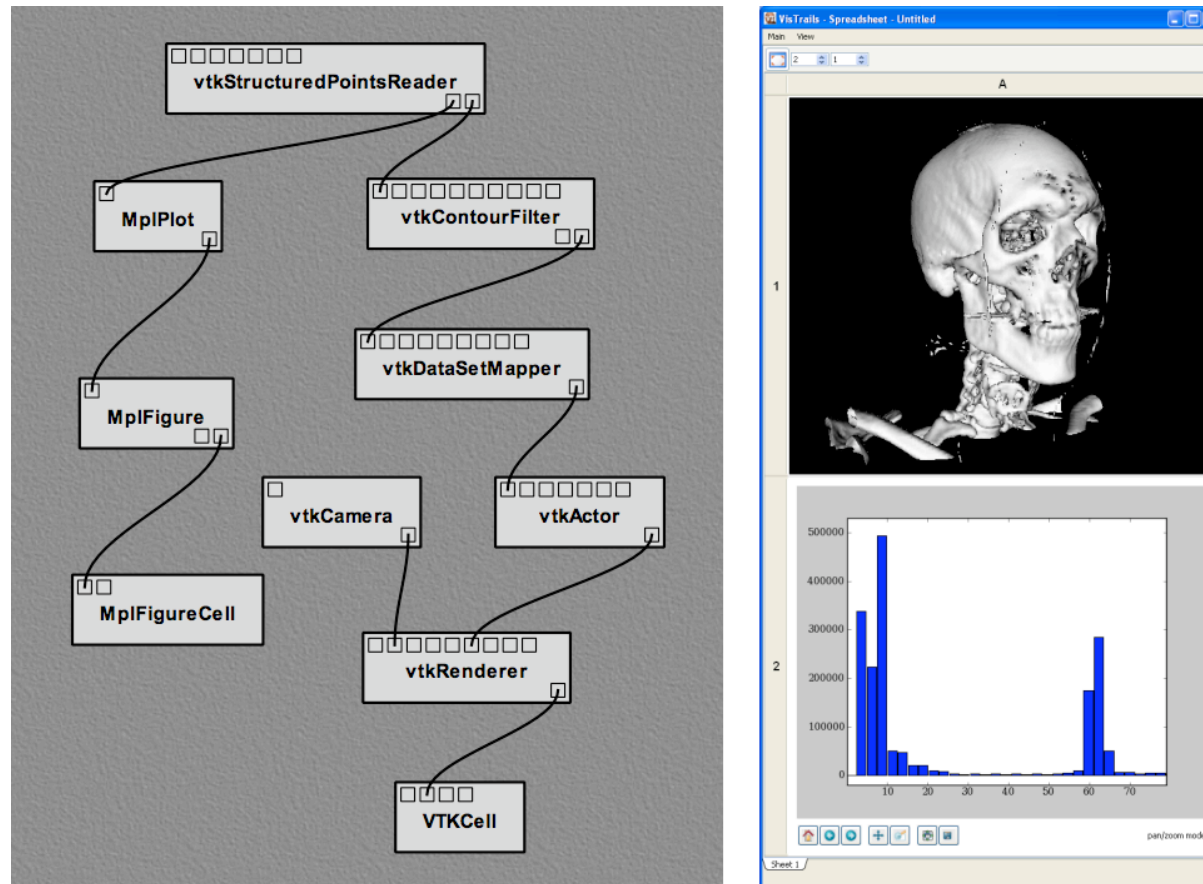 vtkStructuredPointsReader
MplPlot
vtkContourFilter
vtkDataSetMapper
MplFigure
vtkCamera
vtkActor
MplFigureCell
vtkRenderer
VTKCell
VisTrails - Spreadsheet - Untitled
Main View
2 1
A
1
2
500000
400000
300000
200000
100000
0
10 20 30 40 50 60 70
pan/zoom mode
Sheet 1